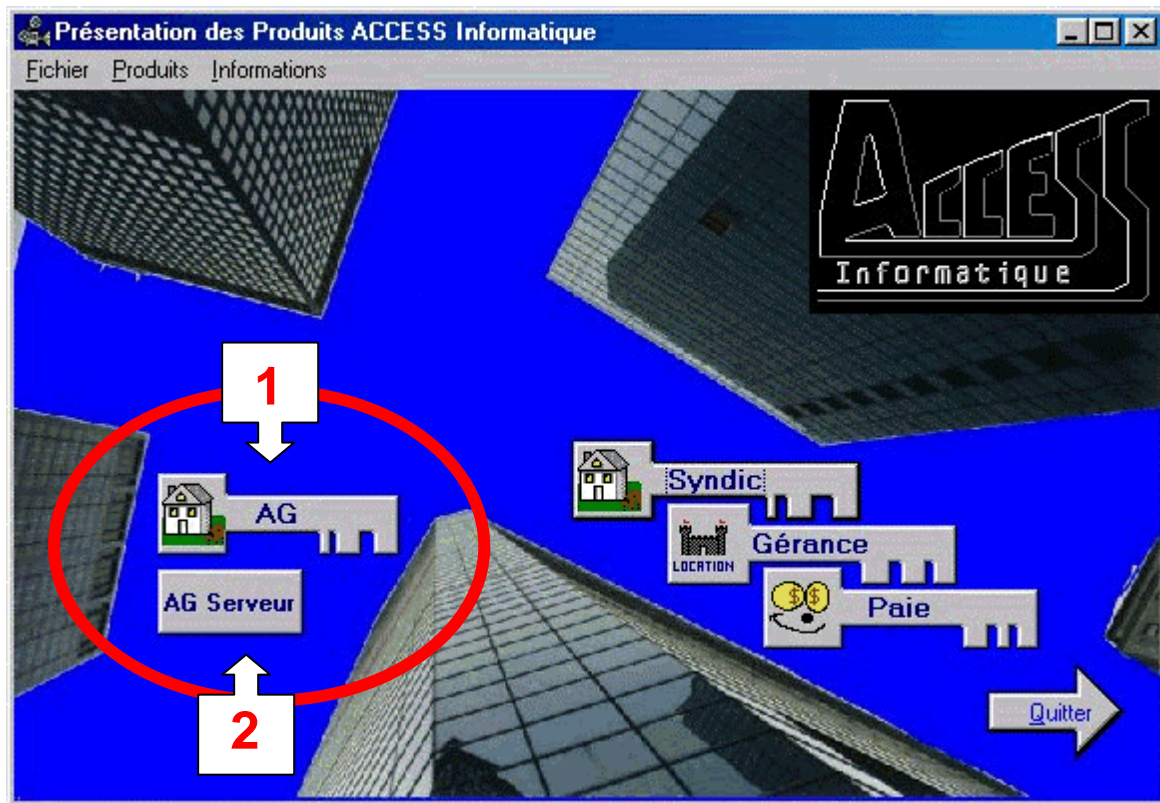 Présentation des Produits ACCESS Informatique
Fichier Produits Informations
ACCESS
Informatique
1
AG
AG Serveur
2
Syndic
LOCATION
Gérance
$$
Paie
Quitter